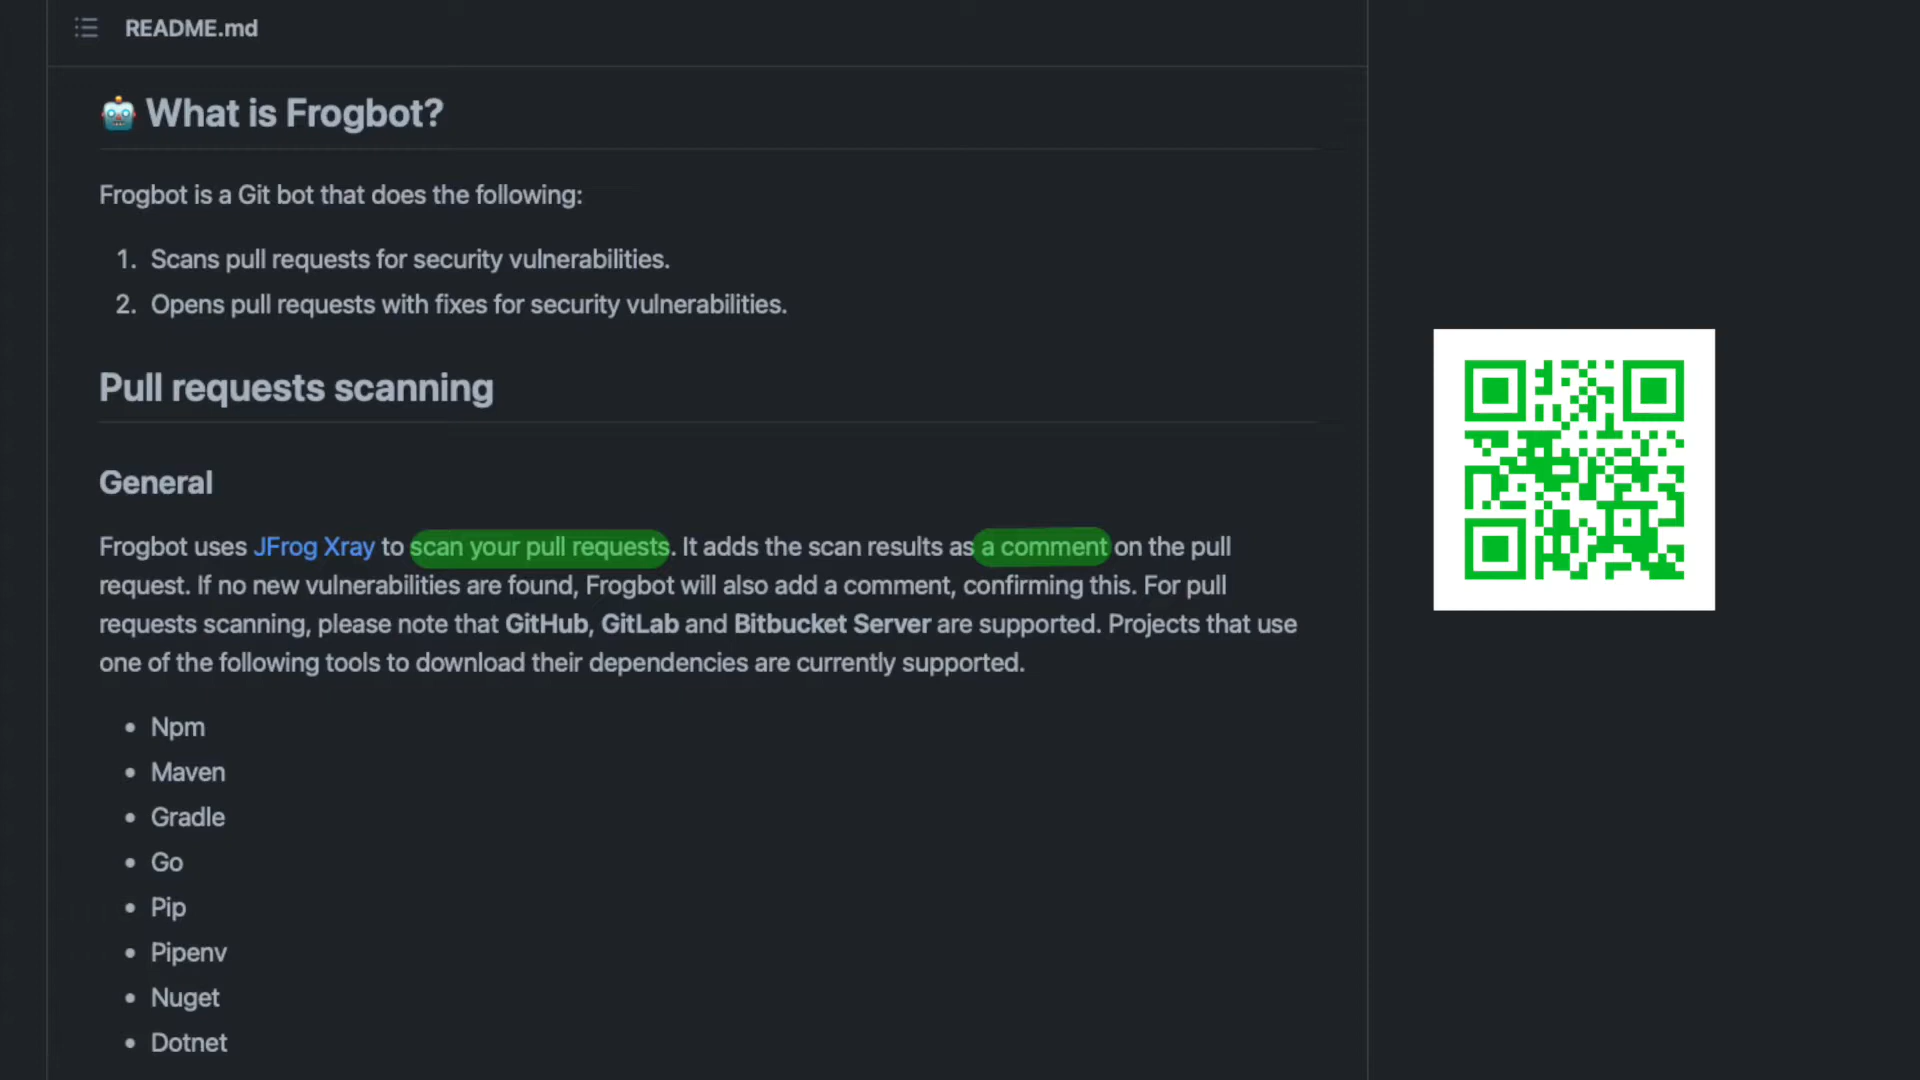 README.md
What is Frogbot?
Frogbot is a Git bot that does the following:
1. Scans pull requests for security vulnerabilities.
2. Opens pull requests with fixes for security vulnerabilities.
Pull requests scanning
General
Frogbot uses JFrog Xray to scan your pull requests. It adds the scan results as a comment on the pull
request. If no new vulnerabilities are found, Frogbot will also add a comment, confirming this. For pull
requests scanning, please note that GitHub, GitLab and Bitbucket Server are supported. Projects that use
one of the following tools to download their dependencies are currently supported.
• Npm
• Maven
• Gradle
• Go
• Pip
• Pipenv
• Nuget
• Dotnet